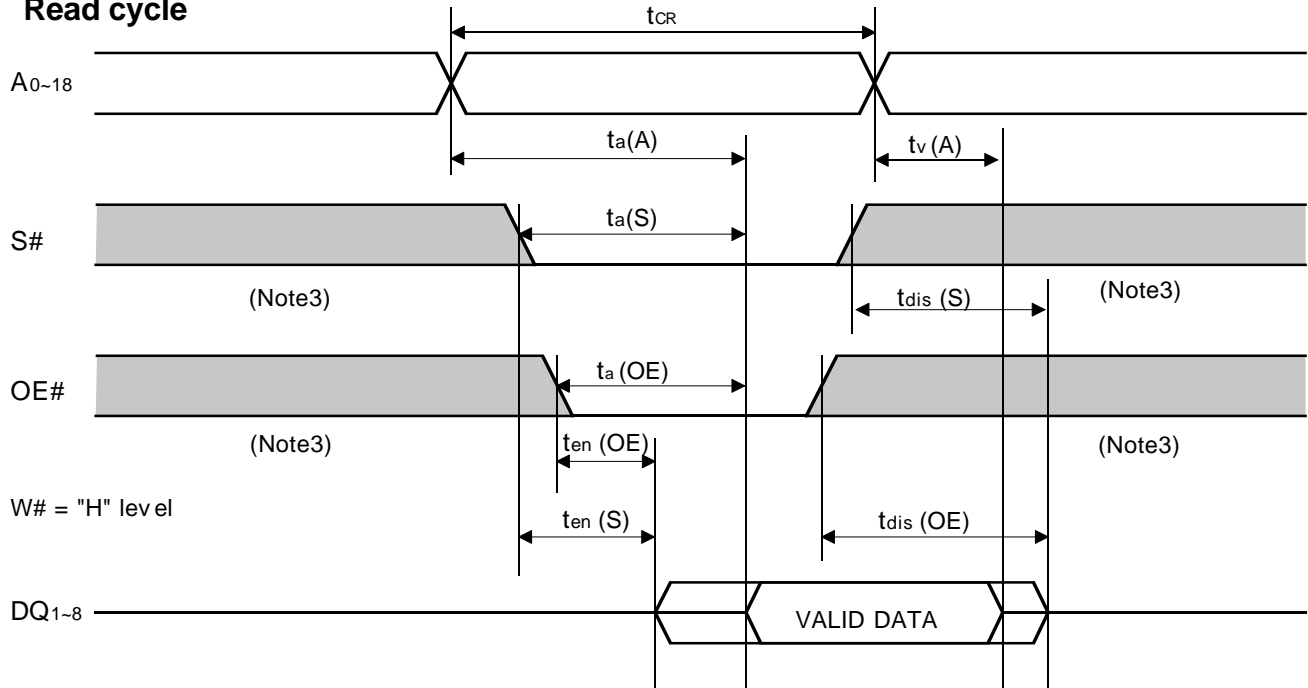 Read cycle
tCR
A0~18
ta(A)
tv (A)
S#
ta(S)
(Note3)
tdis (S)
(Note3)
OE#
ta (OE)
(Note3)
ten (OE)
(Note3)
W# = "H" level
ten (S)
tdis (OE)
DQ1~8
VALID DATA